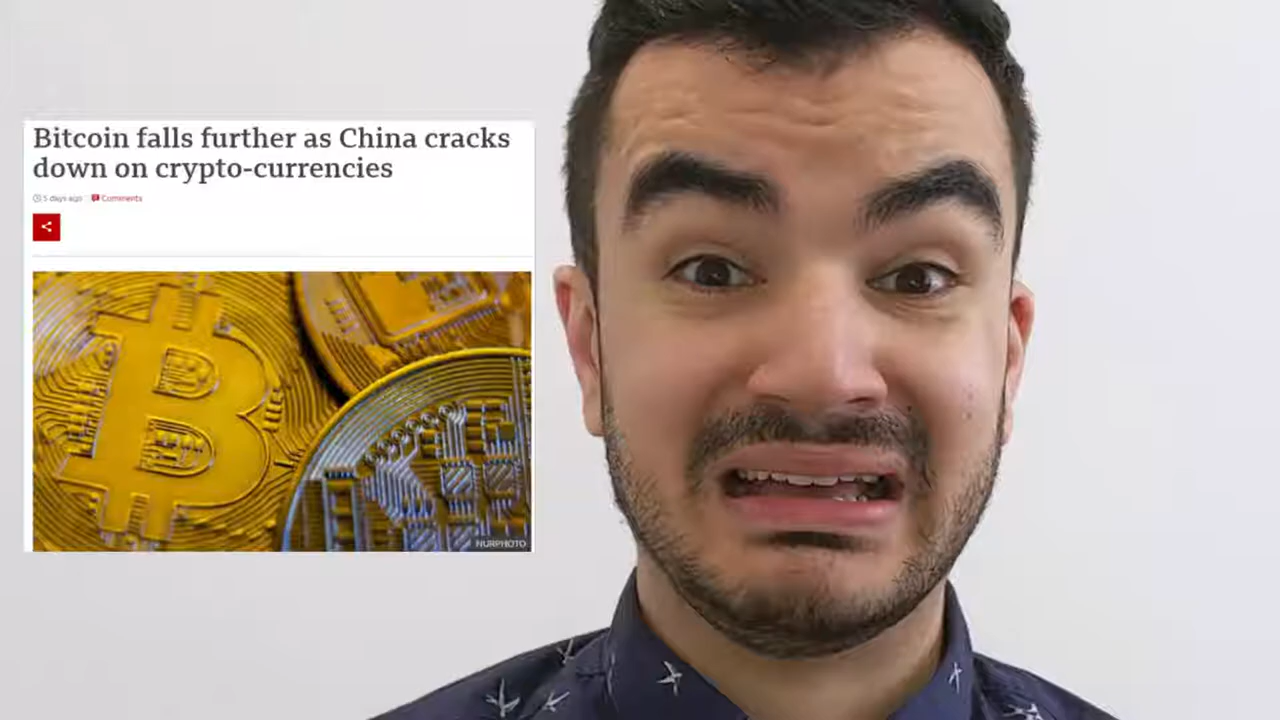 Bitcoin falls further as China cracks
down on crypto-currencies
5 days ago Comments
NURPHOTO